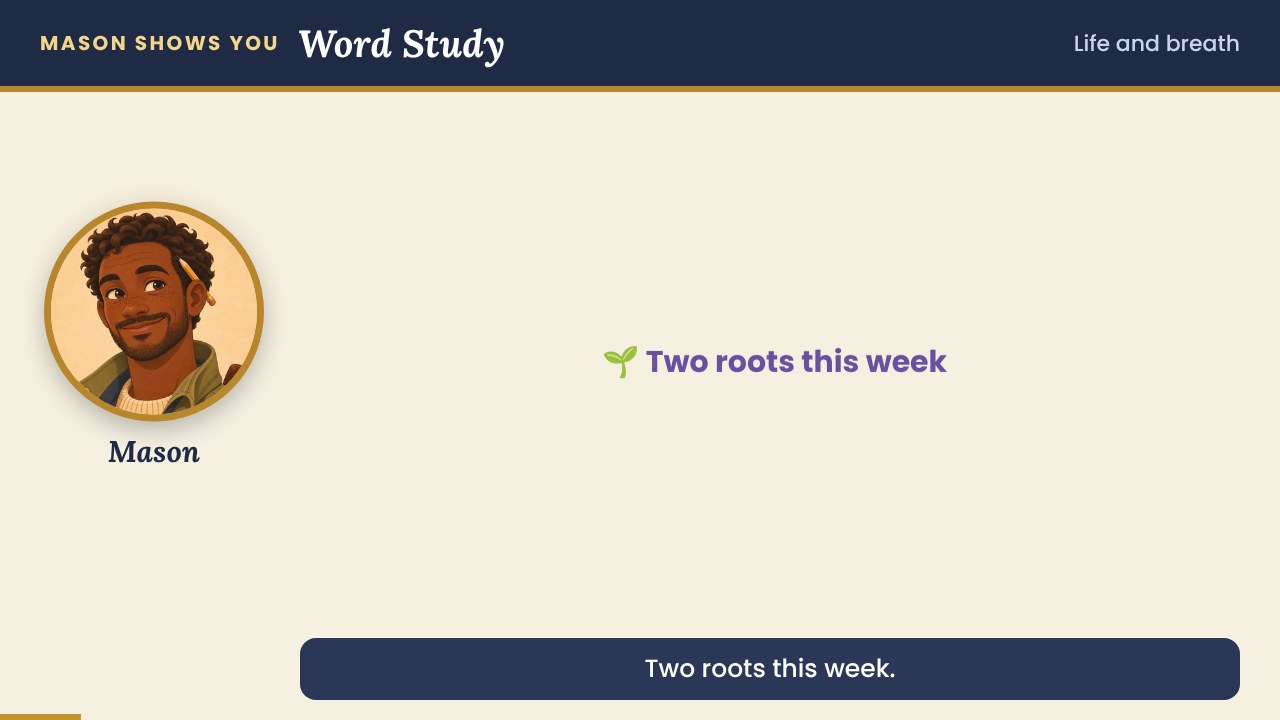 MASON SHOWS YOU Word Study
Life and breath
Mason
🌱 Two roots this week
Two roots this week.